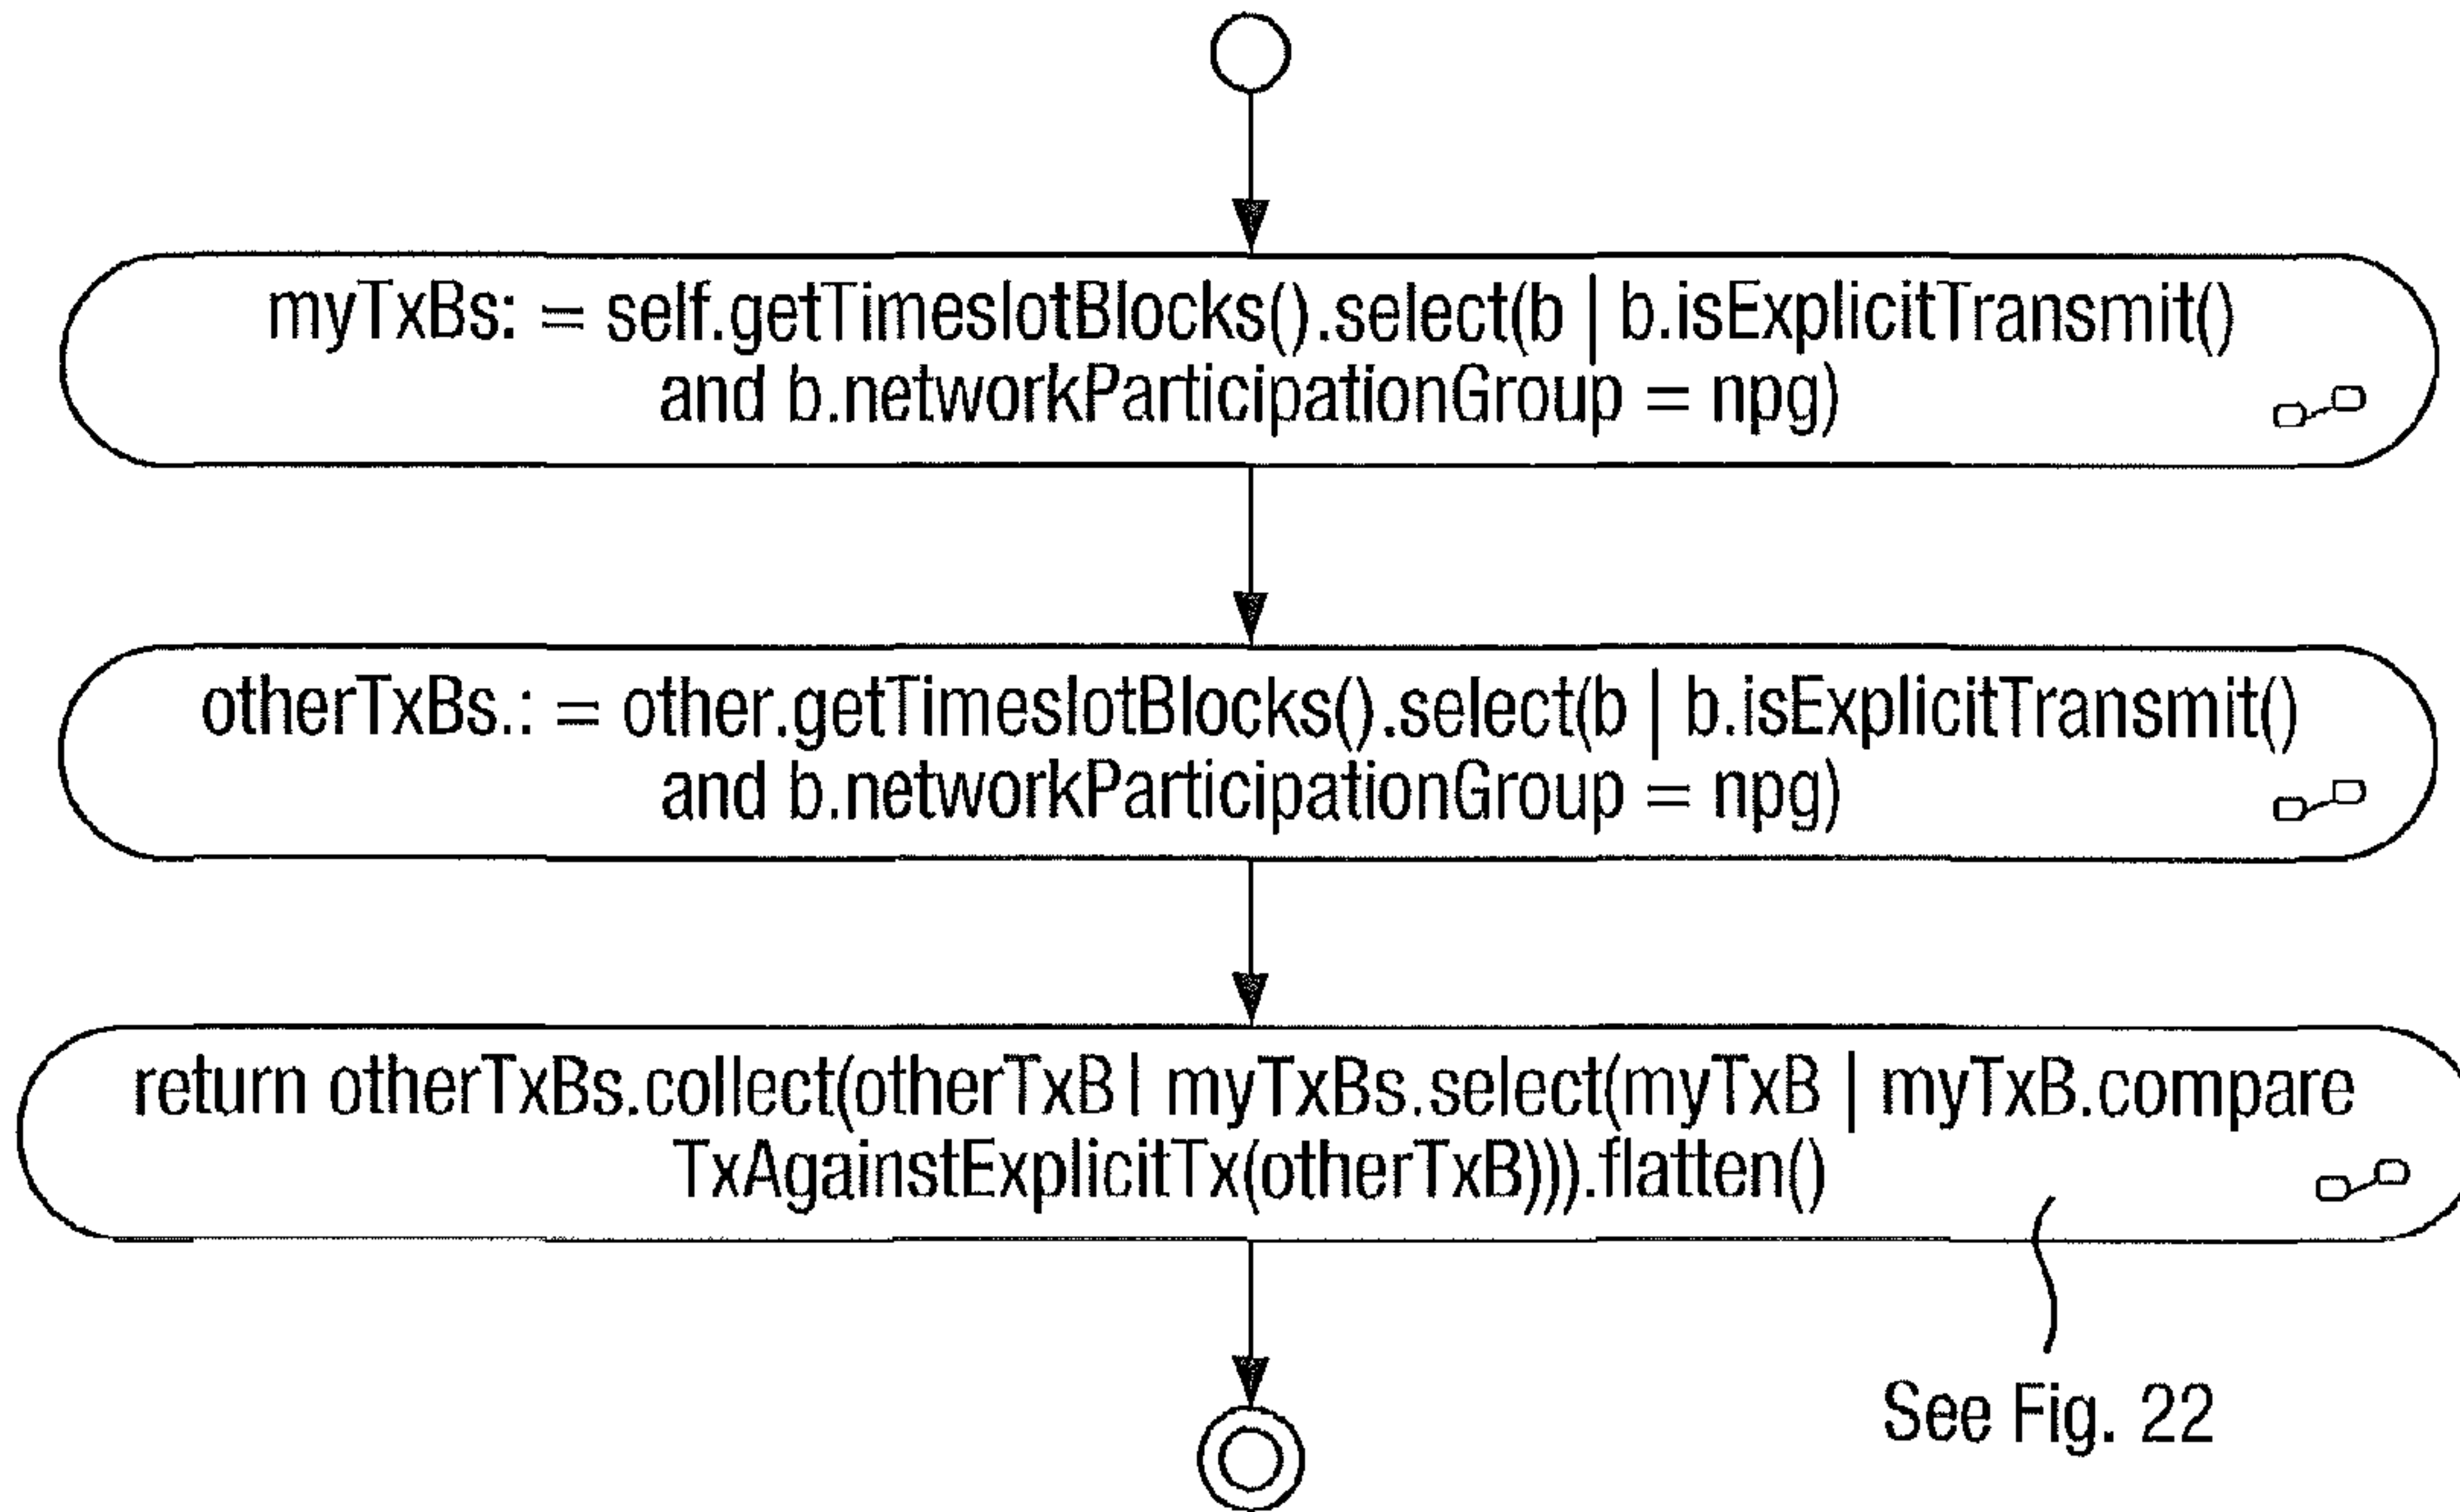 myTxBs: = self.getTimeslotBlocks().select(b | b.isExplicitTransmit()
and b.networkParticipationGroup = npg)
otherTxBs.: = other.getTimeslotBlocks().select(b | b.isExplicitTransmit()
and b.networkParticipationGroup = npg)
return otherTxBs.collect(otherTxB | myTxBs.select(myTxB | myTxB.compare
TxAgainstExplicitTx(otherTxB))).flatten()
See Fig. 22